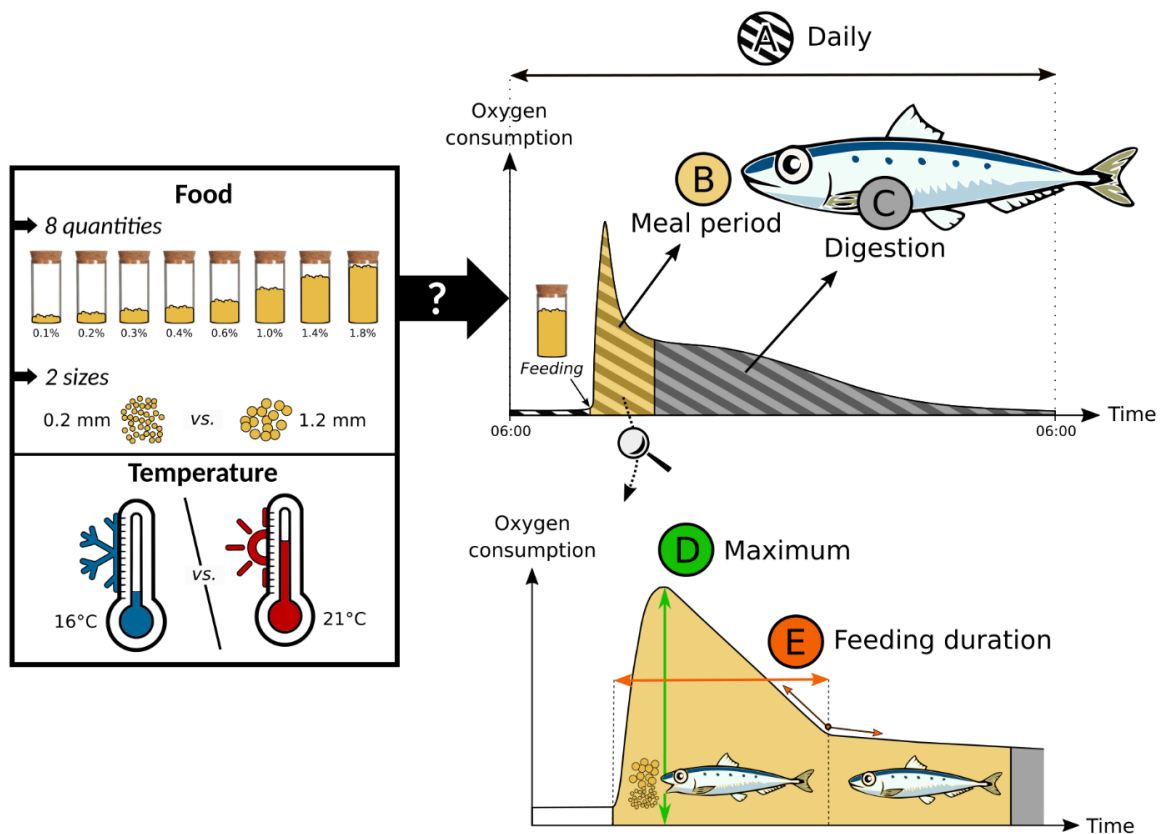 A Daily
Oxygen
consumption
B
Meal period
C
Digestion
Feeding
06:00
06:00
Time
Food
8 quantities
0.1% 0.2% 0.3% 0.4% 0.6% 1.0% 1.4% 1.8%
?
2 sizes
0.2 mm vs. 1.2 mm
Temperature
16°C vs. 21°C
Oxygen
consumption
D Maximum
E Feeding duration
Time